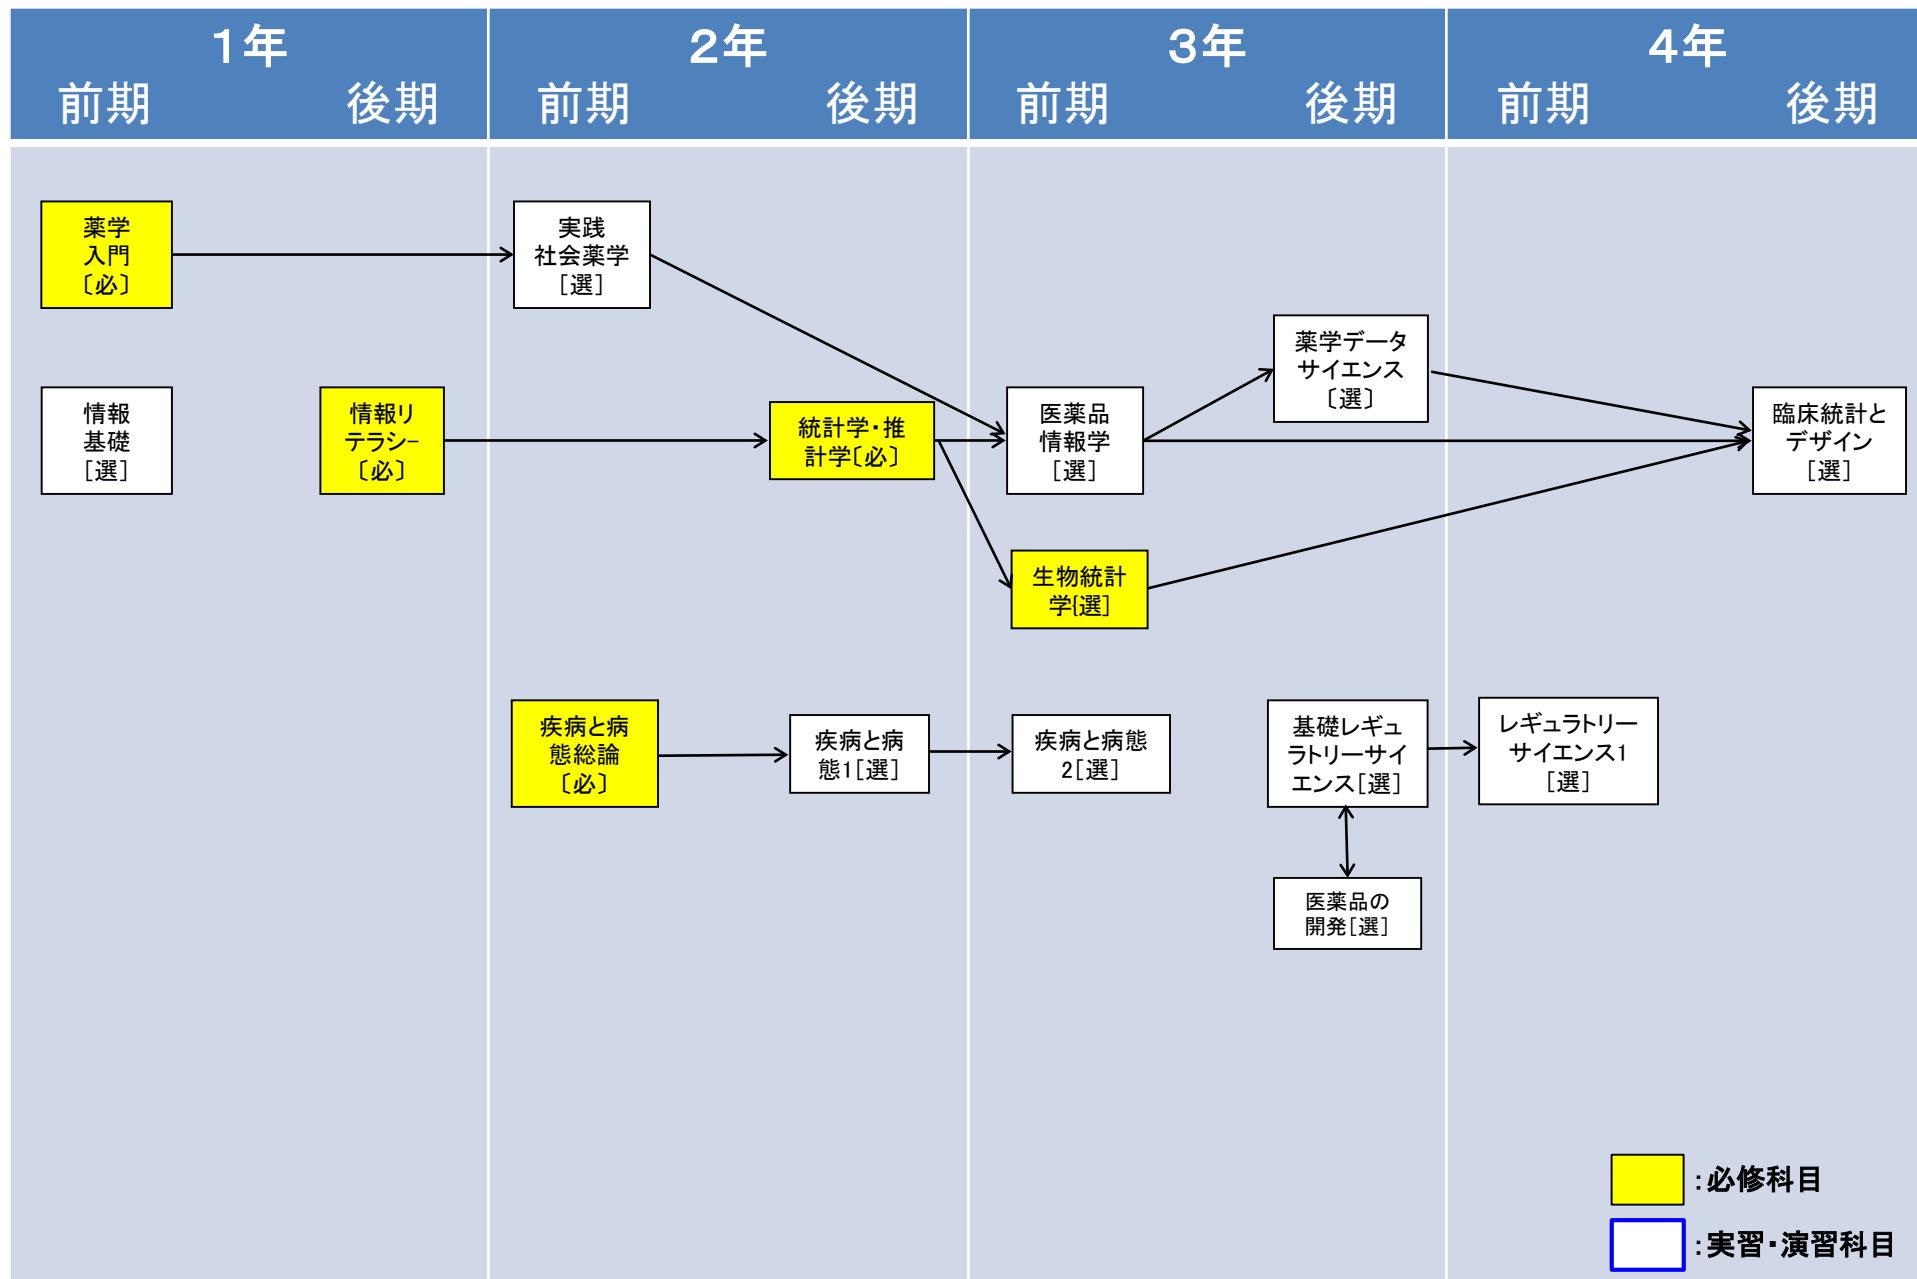 1年
前期
後期
2年
前期
後期
3年
前期
後期
4年
前期
後期
薬学
入門
〔必〕
実践
社会薬学
[選]
薬学データ
サイエンス
〔選〕
情報
基礎
[選]
情報リ
テラシー
〔必〕
統計学・推
計学〔必〕
医薬品
情報学
[選]
臨床統計と
デザイン
[選]
生物統計
学{選]
疾病と病
態総論
〔必〕
疾病と病
態1[選]
疾病と病態
2[選]
基礎レギュ
ラトリーサイ
エンス[選]
レギュラトリー
サイエンス1
[選]
医薬品の
開発[選]
：必修科目
：実習・演習科目